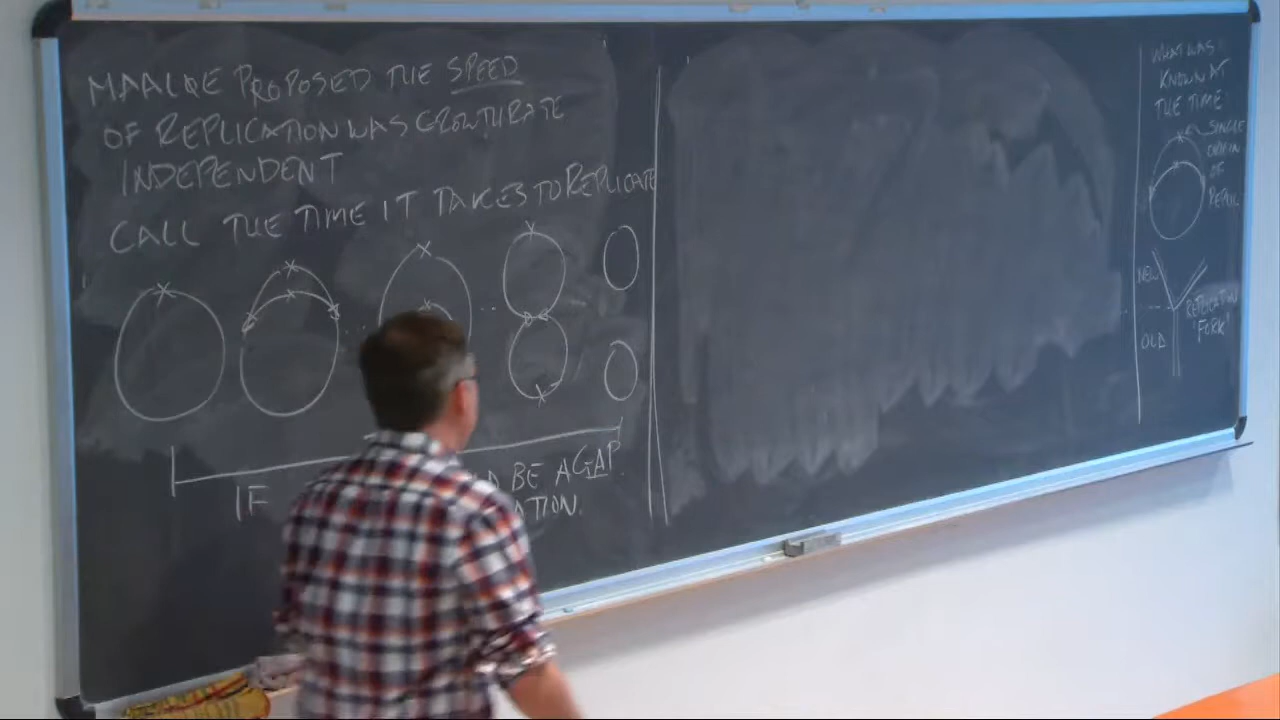 MAALOE PROPOSED THE SPEED
OF REPLICATION WAS GROWTH RATE
INDEPENDENT
CALL THE TIME IT TAKES TO REPLICATE
IF
BE A GAP.
WHAT WAS
KNOWN AT
THE TIME:
SINGLE
ORIGIN
OF
REPLIC
NEW
REPLICATION
'FORK'
OLD